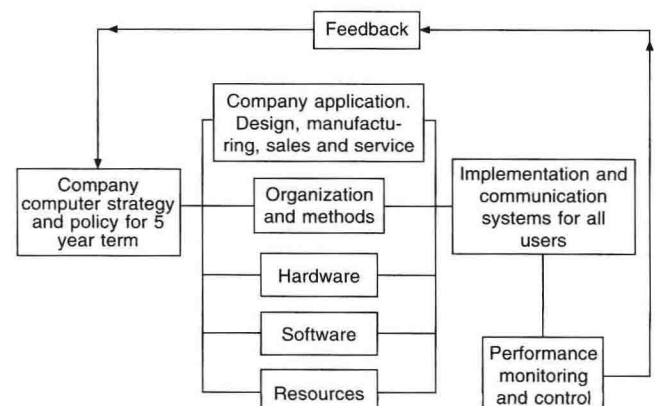 Feedback
Company application.
Design, manufactu-
ring, sales and service
Company
computer strategy
and policy for 5
year term
Organization
and methods
Implementation and
communication
systems for all
users
Hardware
Software
Resources
Performance
monitoring
and control